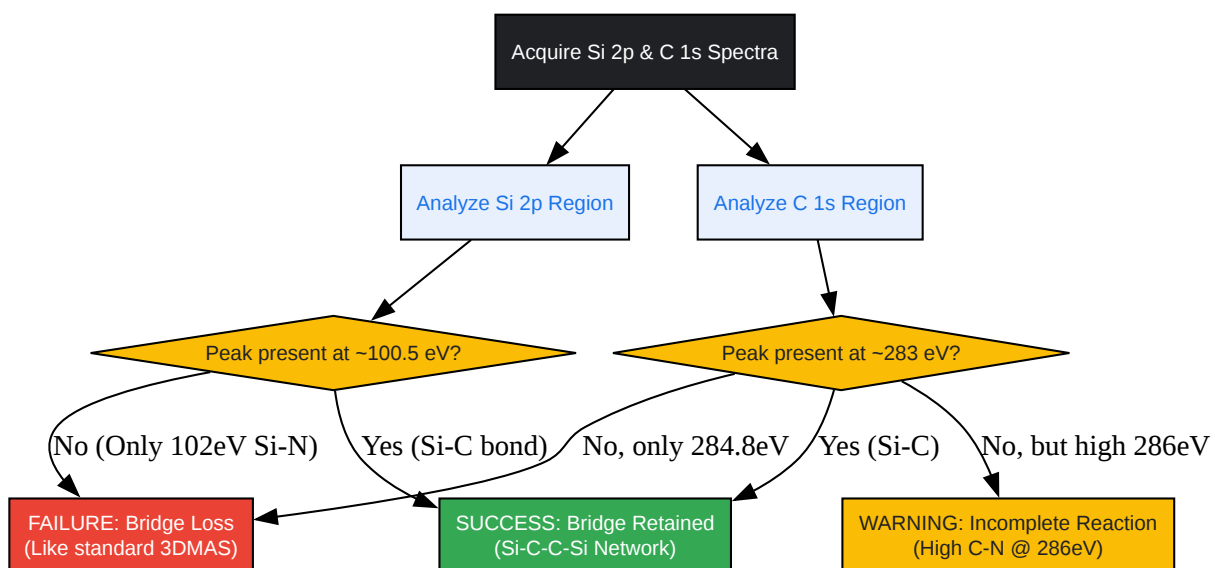 Acquire Si 2p & C 1s Spectra
Analyze Si 2p Region
Analyze C 1s Region
Peak present at ~100.5 eV?
Peak present at ~283 eV?
No (Only 102eV Si-N)
Yes (Si-C bond)
No, only 284.8eV
Yes (Si-C)
No, but high 286eV
FAILURE: Bridge Loss
(Like standard 3DMAS)
SUCCESS: Bridge Retained
(Si-C-C-Si Network)
WARNING: Incomplete Reaction
(High C-N @ 286eV)